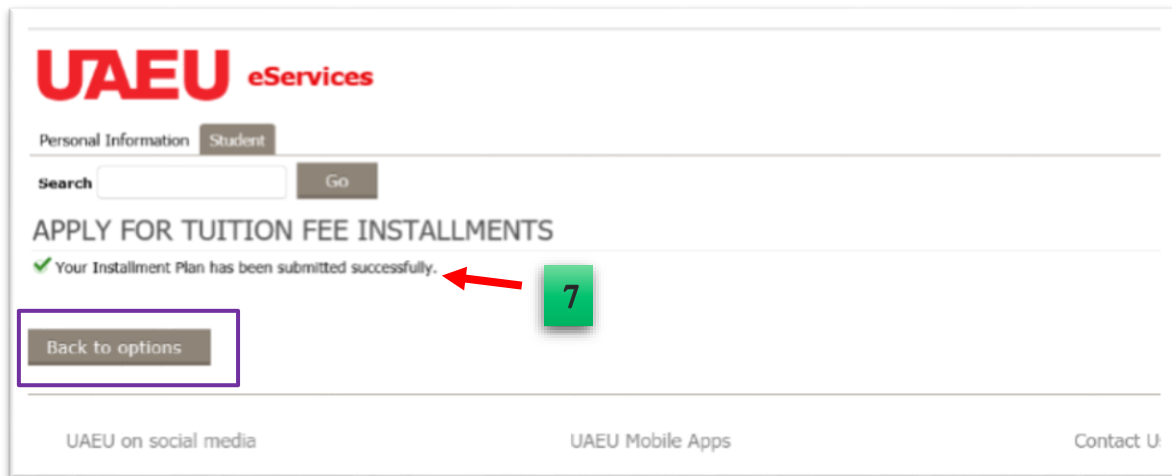 UAEU eServices
Personal Information Student
Search Go
APPLY FOR TUITION FEE INSTALLMENTS
Your Installment Plan has been submitted successfully.
7
Back to options
UAEU on social media UAEU Mobile Apps Contact U